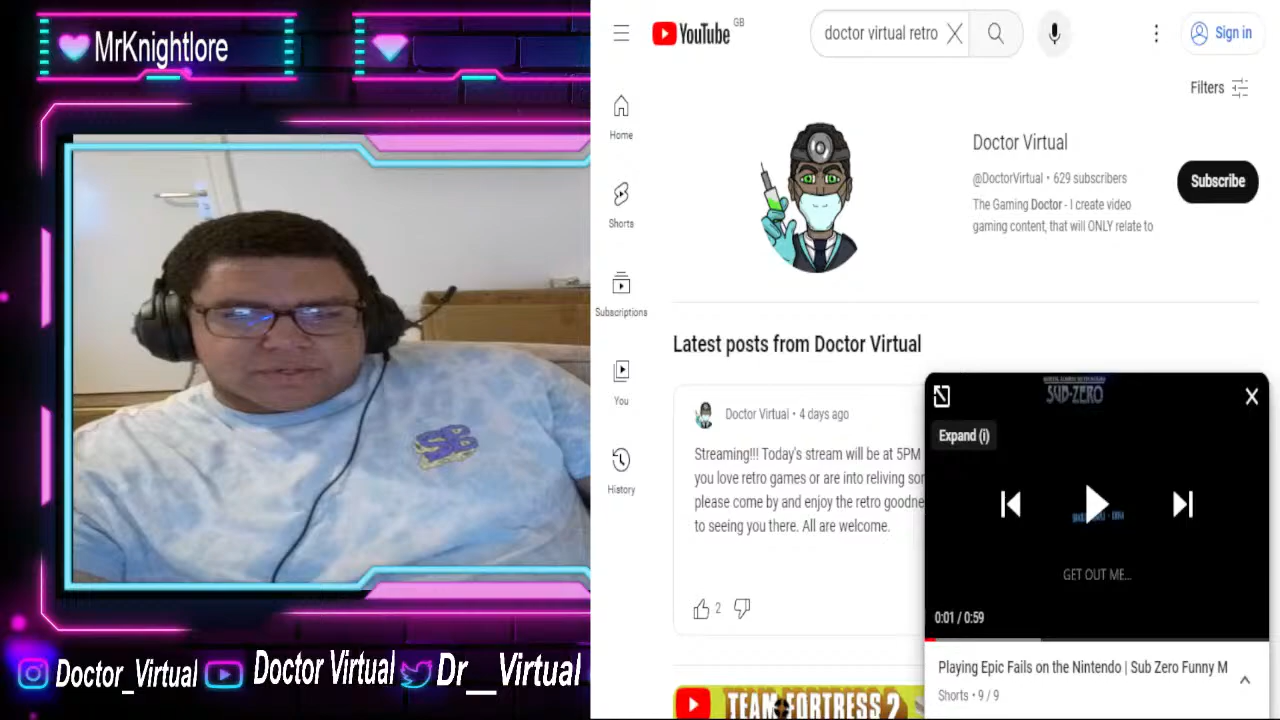 MrKnightlore
YouTube GB
doctor virtual retro
Sign in
Filters
Home
Shorts
Subscriptions
You
History
Doctor Virtual
@DoctorVirtual • 629 subscribers
The Gaming Doctor - I create video
gaming content, that will ONLY relate to
Subscribe
Latest posts from Doctor Virtual
Doctor Virtual • 4 days ago
Streaming!!! Today's stream will be at 5PM
you love retro games or are into reliving
please come by and enjoy the retro
to seeing you there. All are welcome.
2
SUB-ZERO
Expand (i)
GET OUT ME...
0:01 / 0:59
Playing Epic Fails on the Nintendo | Sub Zero Funny M
Shorts • 9 / 9
TEAM FORTRESS 2
Doctor_Virtual
Doctor Virtual
Dr__Virtual